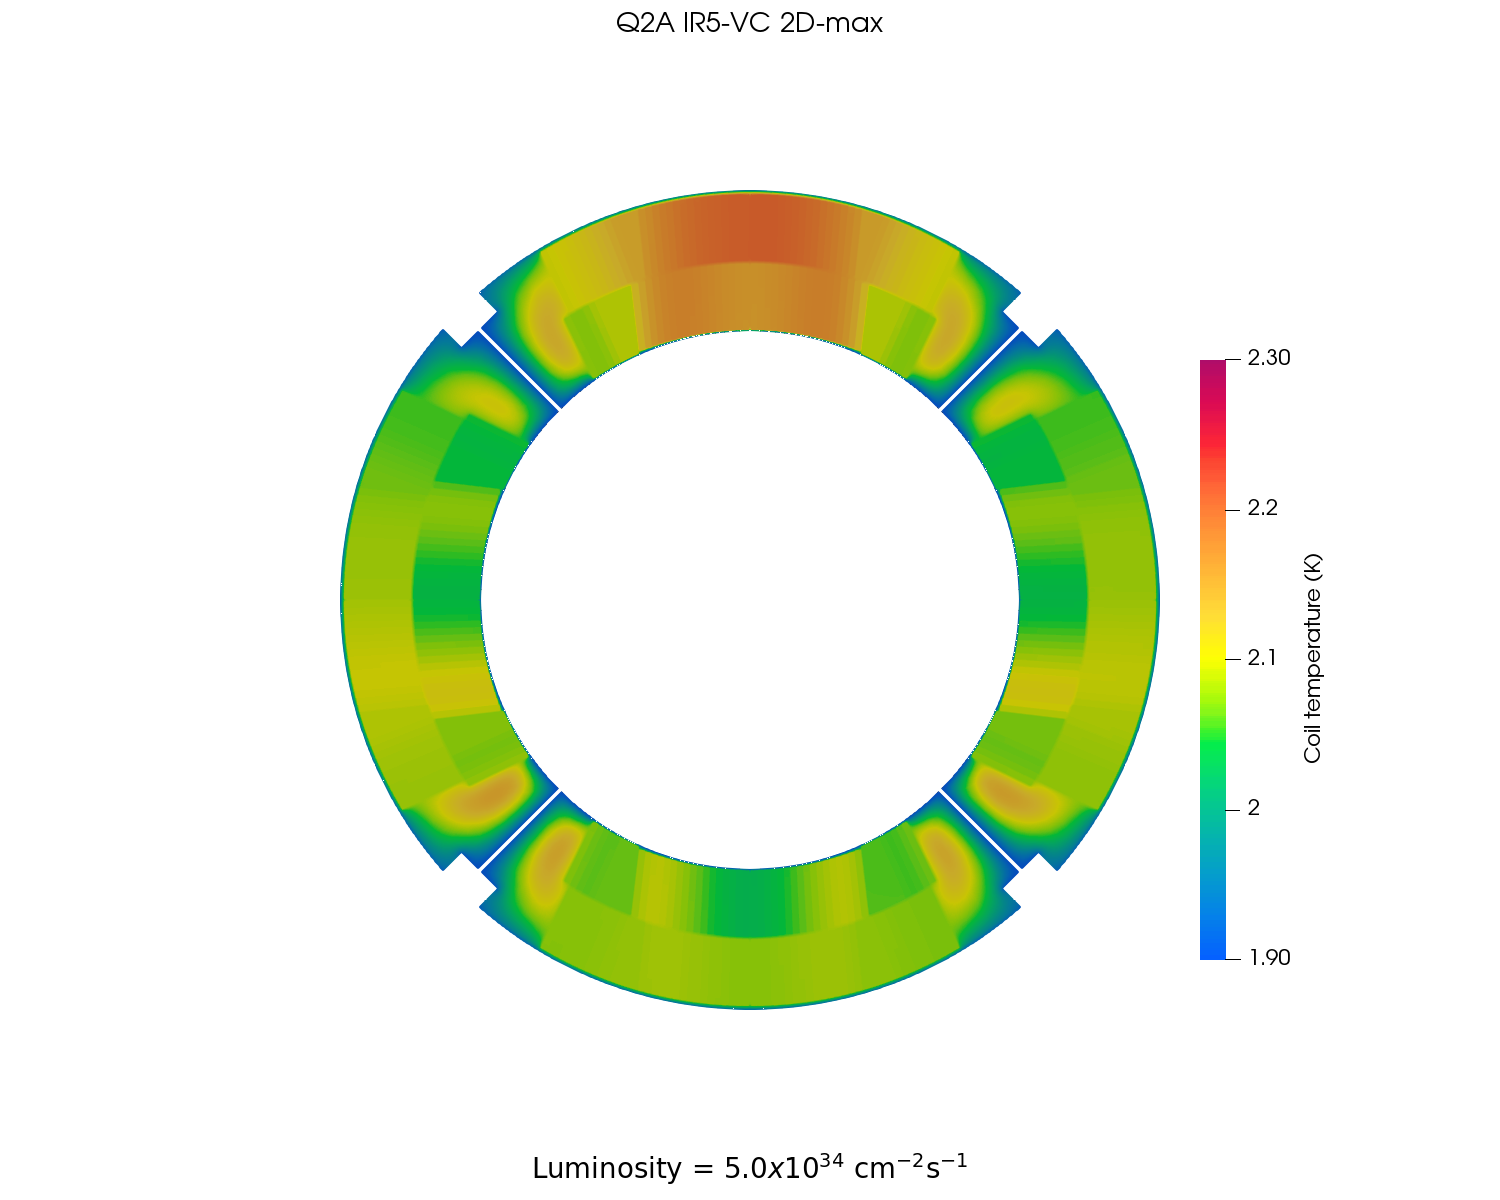 Q2A IR5-VC 2D-max
2.30
2.2
2.1
2
1.90
Coil temperature (K)
Luminosity = 5.0x10³⁴ cm⁻²s⁻¹